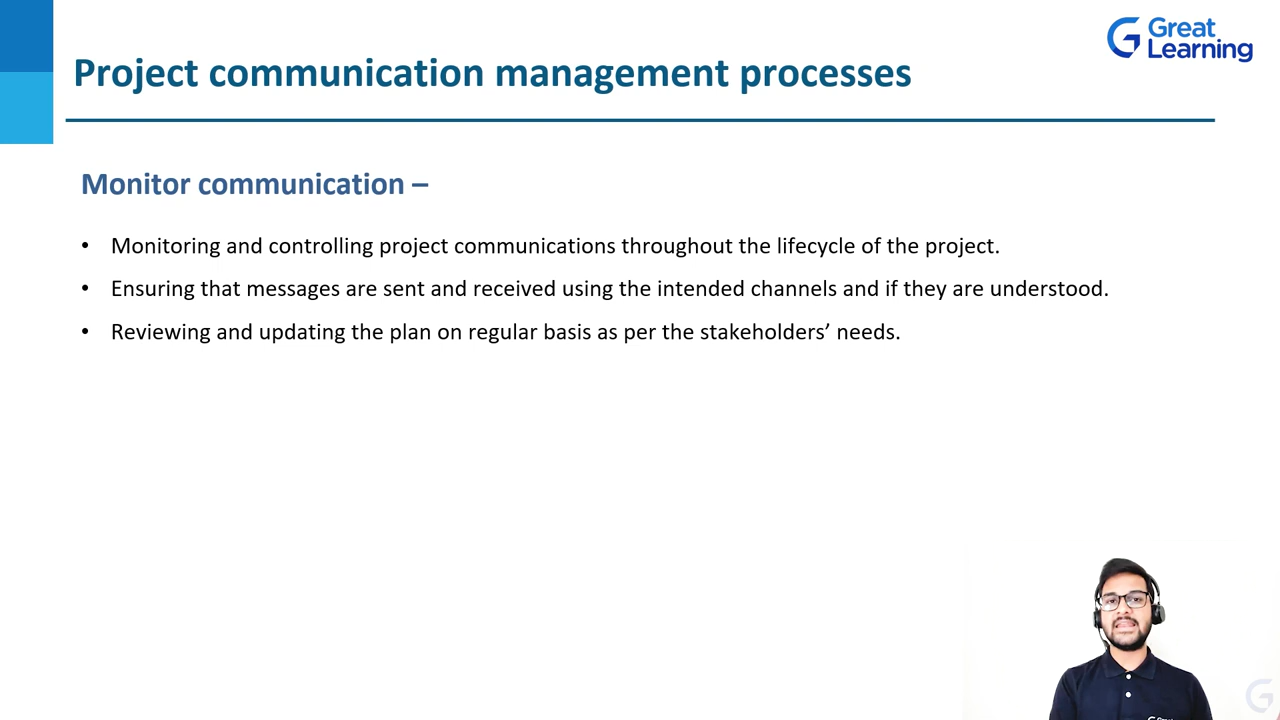 Great
Learning
Project communication management processes
Monitor communication –
• Monitoring and controlling project communications throughout the lifecycle of the project.
• Ensuring that messages are sent and received using the intended channels and if they are understood.
• Reviewing and updating the plan on regular basis as per the stakeholders’ needs.